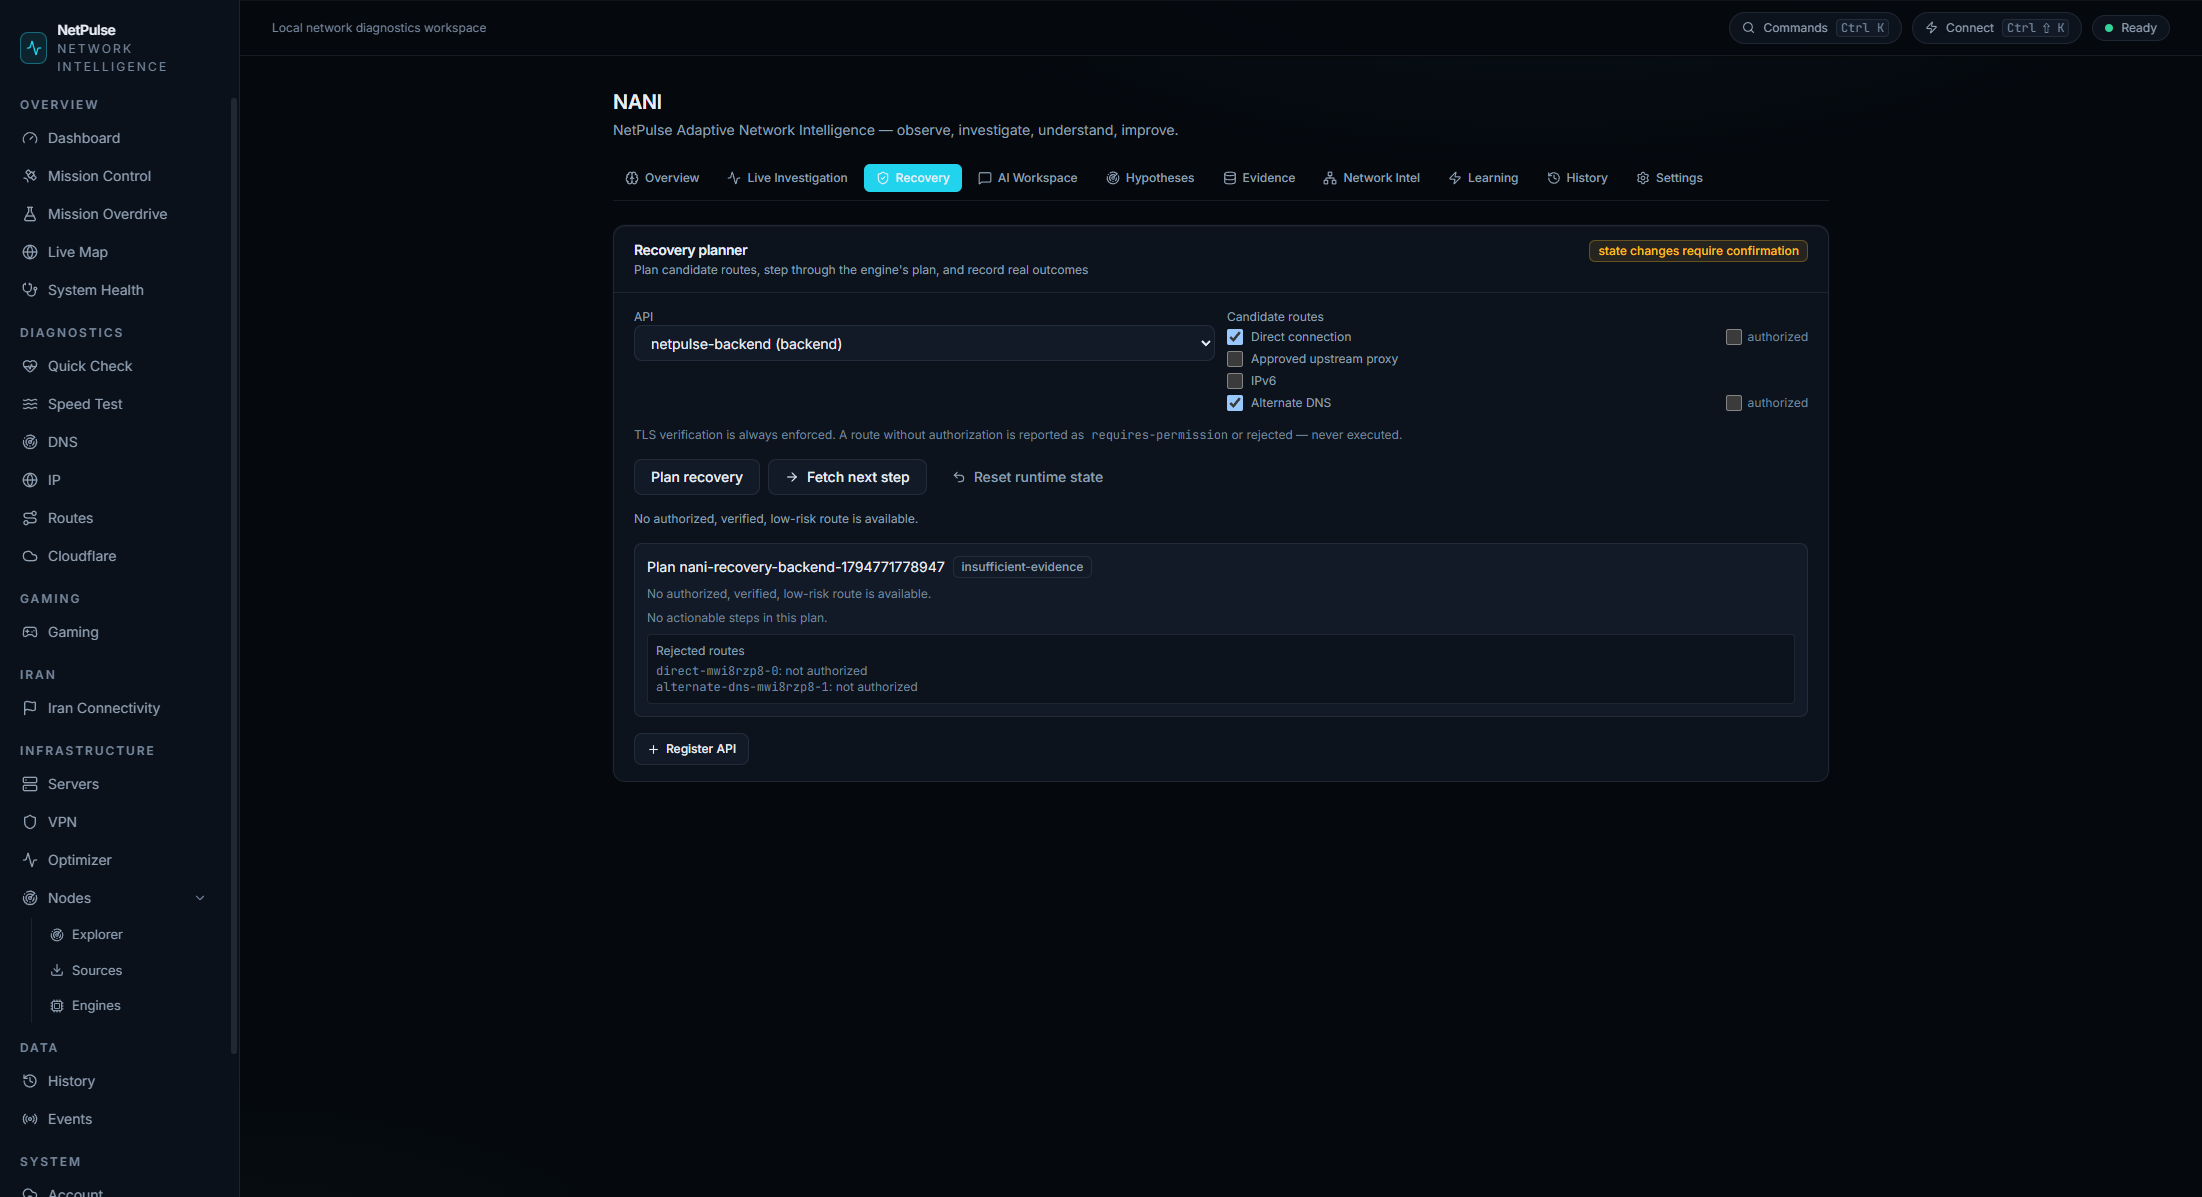 NetPulse
NETWORK
INTELLIGENCE
OVERVIEW
Dashboard
Mission Control
Mission Overdrive
Live Map
System Health
DIAGNOSTICS
Quick Check
Speed Test
DNS
IP
Routes
Cloudflare
GAMING
Gaming
IRAN
Iran Connectivity
INFRASTRUCTURE
Servers
VPN
Optimizer
Nodes
Explorer
Sources
Engines
DATA
History
Events
SYSTEM
Account
Local network diagnostics workspace
Commands Ctrl K
Connect Ctrl ⇧ K
Ready
NANI
NetPulse Adaptive Network Intelligence — observe, investigate, understand, improve.
Overview Live Investigation Recovery AI Workspace Hypotheses Evidence Network Intel Learning History Settings
Recovery planner
Plan candidate routes, step through the engine's plan, and record real outcomes
state changes require confirmation
API
netpulse-backend (backend)
Candidate routes
Direct connection authorized
Approved upstream proxy
IPv6
Alternate DNS authorized
TLS verification is always enforced. A route without authorization is reported as requires-permission or rejected — never executed.
Plan recovery → Fetch next step Reset runtime state
No authorized, verified, low-risk route is available.
Plan nani-recovery-backend-1794771778947 insufficient-evidence
No authorized, verified, low-risk route is available.
No actionable steps in this plan.
Rejected routes
direct-mwi8rzp8-0: not authorized
alternate-dns-mwi8rzp8-1: not authorized
+ Register API